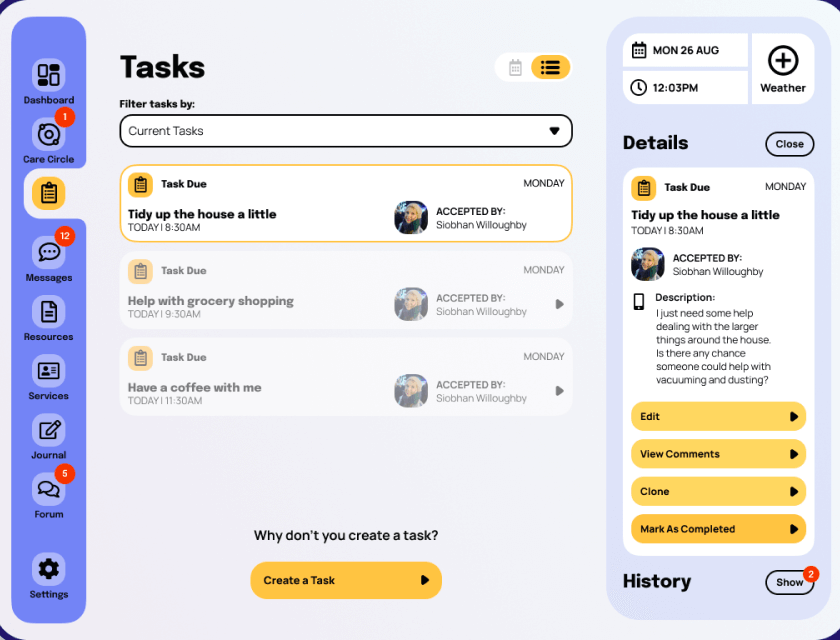 Dashboard
1
Care Circle
12
Messages
Resources
Services
Journal
5
Forum
Settings
Tasks
Filter tasks by:
Current Tasks
Task Due
MONDAY
Tidy up the house a little
TODAY | 8:30AM
ACCEPTED BY:
Siobhan Willoughby
Task Due
MONDAY
Help with grocery shopping
TODAY | 9:30AM
ACCEPTED BY:
Siobhan Willoughby
Task Due
MONDAY
Have a coffee with me
TODAY | 11:30AM
ACCEPTED BY:
Siobhan Willoughby
Why don't you create a task?
Create a Task
MON 26 AUG
12:03PM
Weather
Details
Close
Task Due
MONDAY
Tidy up the house a little
TODAY | 8:30AM
ACCEPTED BY:
Siobhan Willoughby
Description:
I just need some help
dealing with the larger
things around the house.
Is there any chance
someone could help with
vacuuming and dusting?
Edit
View Comments
Clone
Mark As Completed
History
Show
2